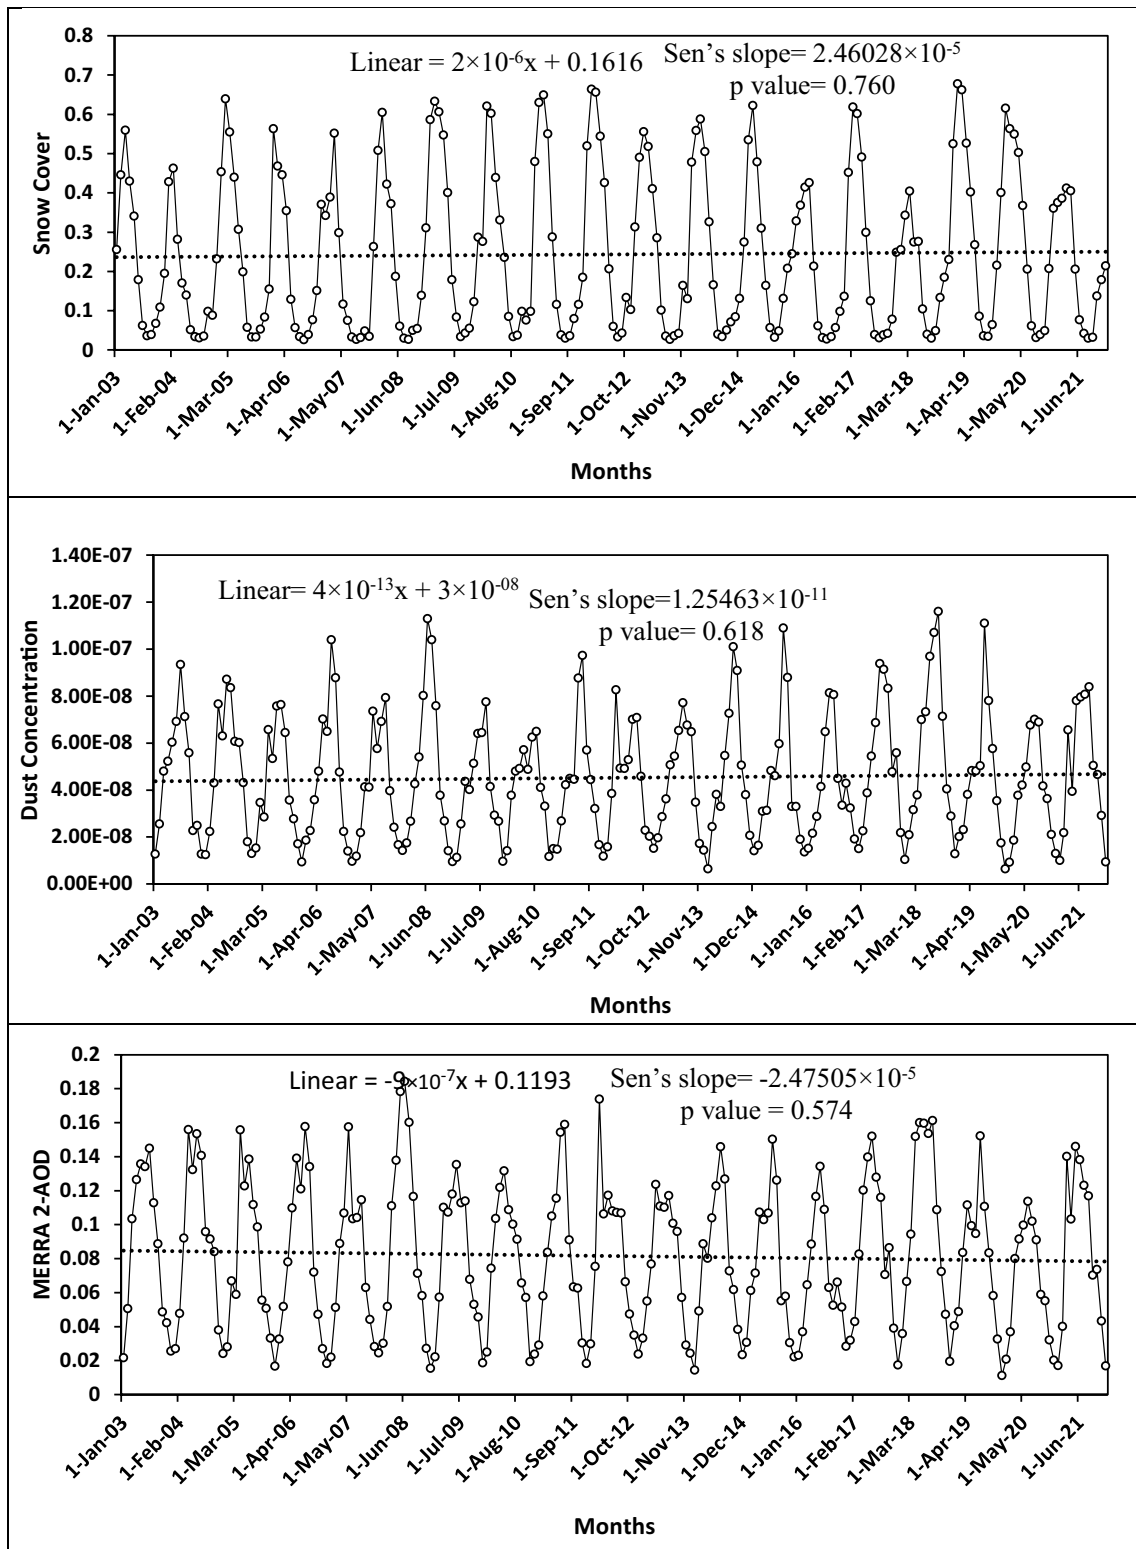 Linear = 2×10⁻⁶x + 0.1616
Sen's slope= 2.46028×10⁻⁵
p value= 0.760
Snow Cover
0.8
0.7
0.6
0.5
0.4
0.3
0.2
0.1
0
1-Jan-03
1-Feb-04
1-Mar-05
1-Apr-06
1-May-07
1-Jun-08
1-Jul-09
1-Aug-10
1-Sep-11
1-Oct-12
1-Nov-13
1-Dec-14
1-Jan-16
1-Feb-17
1-Mar-18
1-Apr-19
1-May-20
1-Jun-21
Months
Linear= 4×10⁻¹³x + 3×10⁻⁰⁸
Sen's slope=1.25463×10⁻¹¹
p value= 0.618
Dust Concentration
1.40E-07
1.20E-07
1.00E-07
8.00E-08
6.00E-08
4.00E-08
2.00E-08
0.00E+00
1-Jan-03
1-Feb-04
1-Mar-05
1-Apr-06
1-May-07
1-Jun-08
1-Jul-09
1-Aug-10
1-Sep-11
1-Oct-12
1-Nov-13
1-Dec-14
1-Jan-16
1-Feb-17
1-Mar-18
1-Apr-19
1-May-20
1-Jun-21
Months
Linear = -9×10⁻⁷x + 0.1193
Sen's slope= -2.47505×10⁻⁵
p value = 0.574
MERRA 2-AOD
0.2
0.18
0.16
0.14
0.12
0.1
0.08
0.06
0.04
0.02
0
1-Jan-03
1-Feb-04
1-Mar-05
1-Apr-06
1-May-07
1-Jun-08
1-Jul-09
1-Aug-10
1-Sep-11
1-Oct-12
1-Nov-13
1-Dec-14
1-Jan-16
1-Feb-17
1-Mar-18
1-Apr-19
1-May-20
1-Jun-21
Months